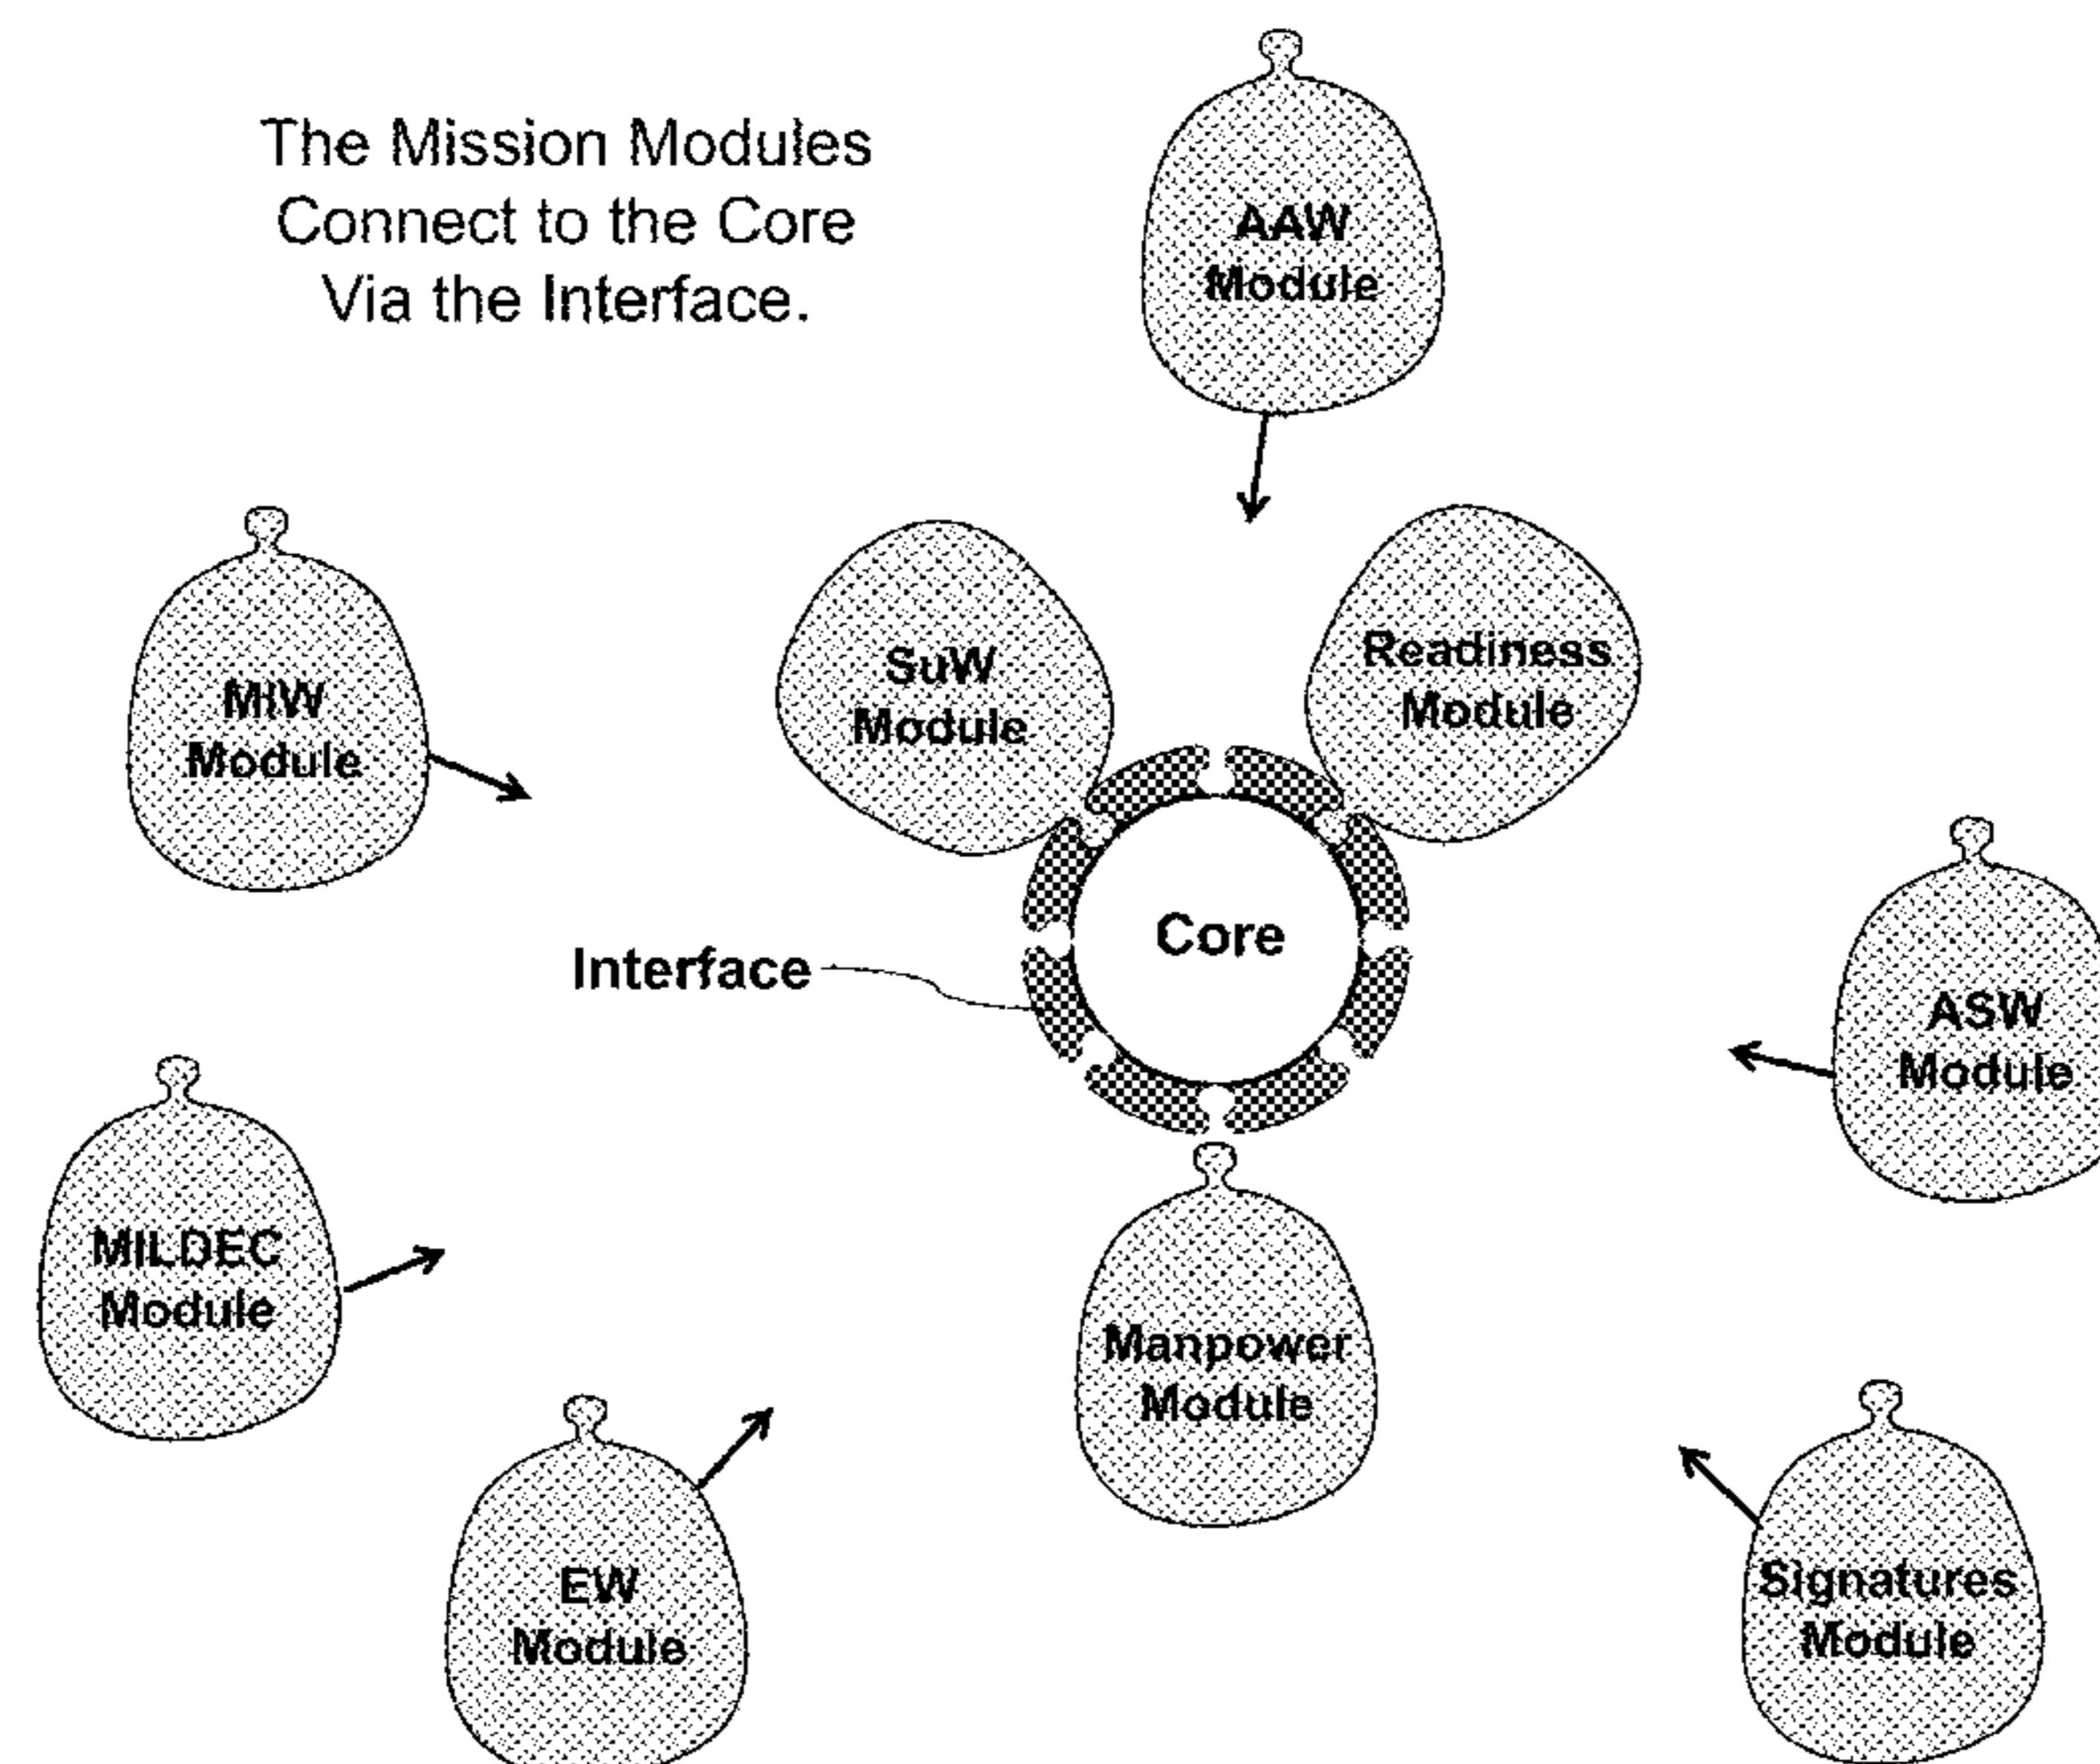 The Mission Modules
Connect to the Core
Via the Interface.
AAW
Module
SuW
Module
Readiness
Module
MIW
Module
Core
Interface
ASW
Module
MILDEC
Module
Manpower
Module
EW
Module
Signatures
Module